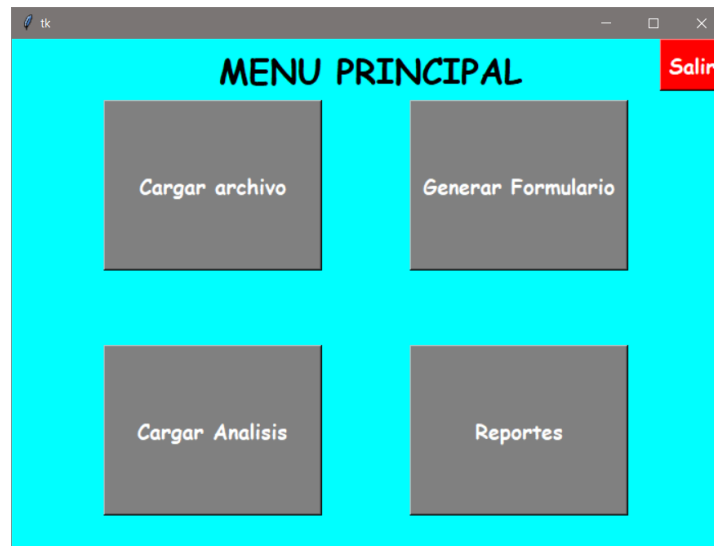 tk
MENU PRINCIPAL
Salir
Cargar archivo
Generar Formulario
Cargar Analisis
Reportes